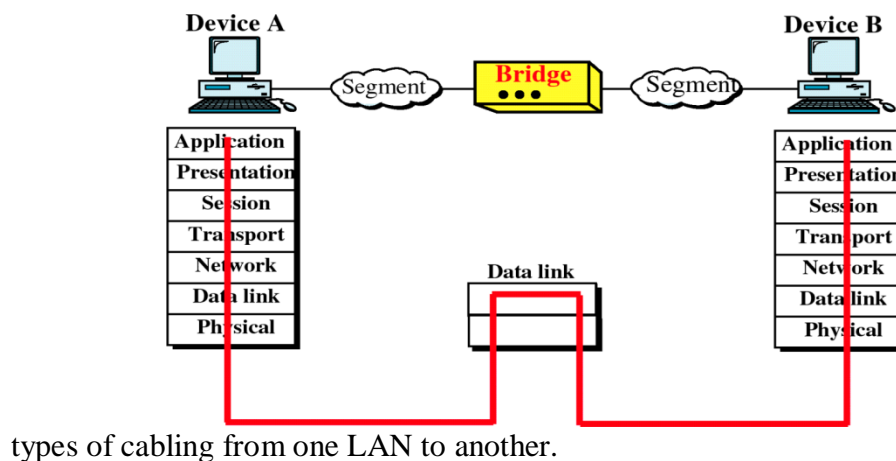 Device A
Device B
Segment
Bridge
Segment
Application
Presentation
Session
Transport
Network
Data link
Physical
Data link
Application
Presentation
Session
Transport
Network
Data link
Physical
types of cabling from one LAN to another.